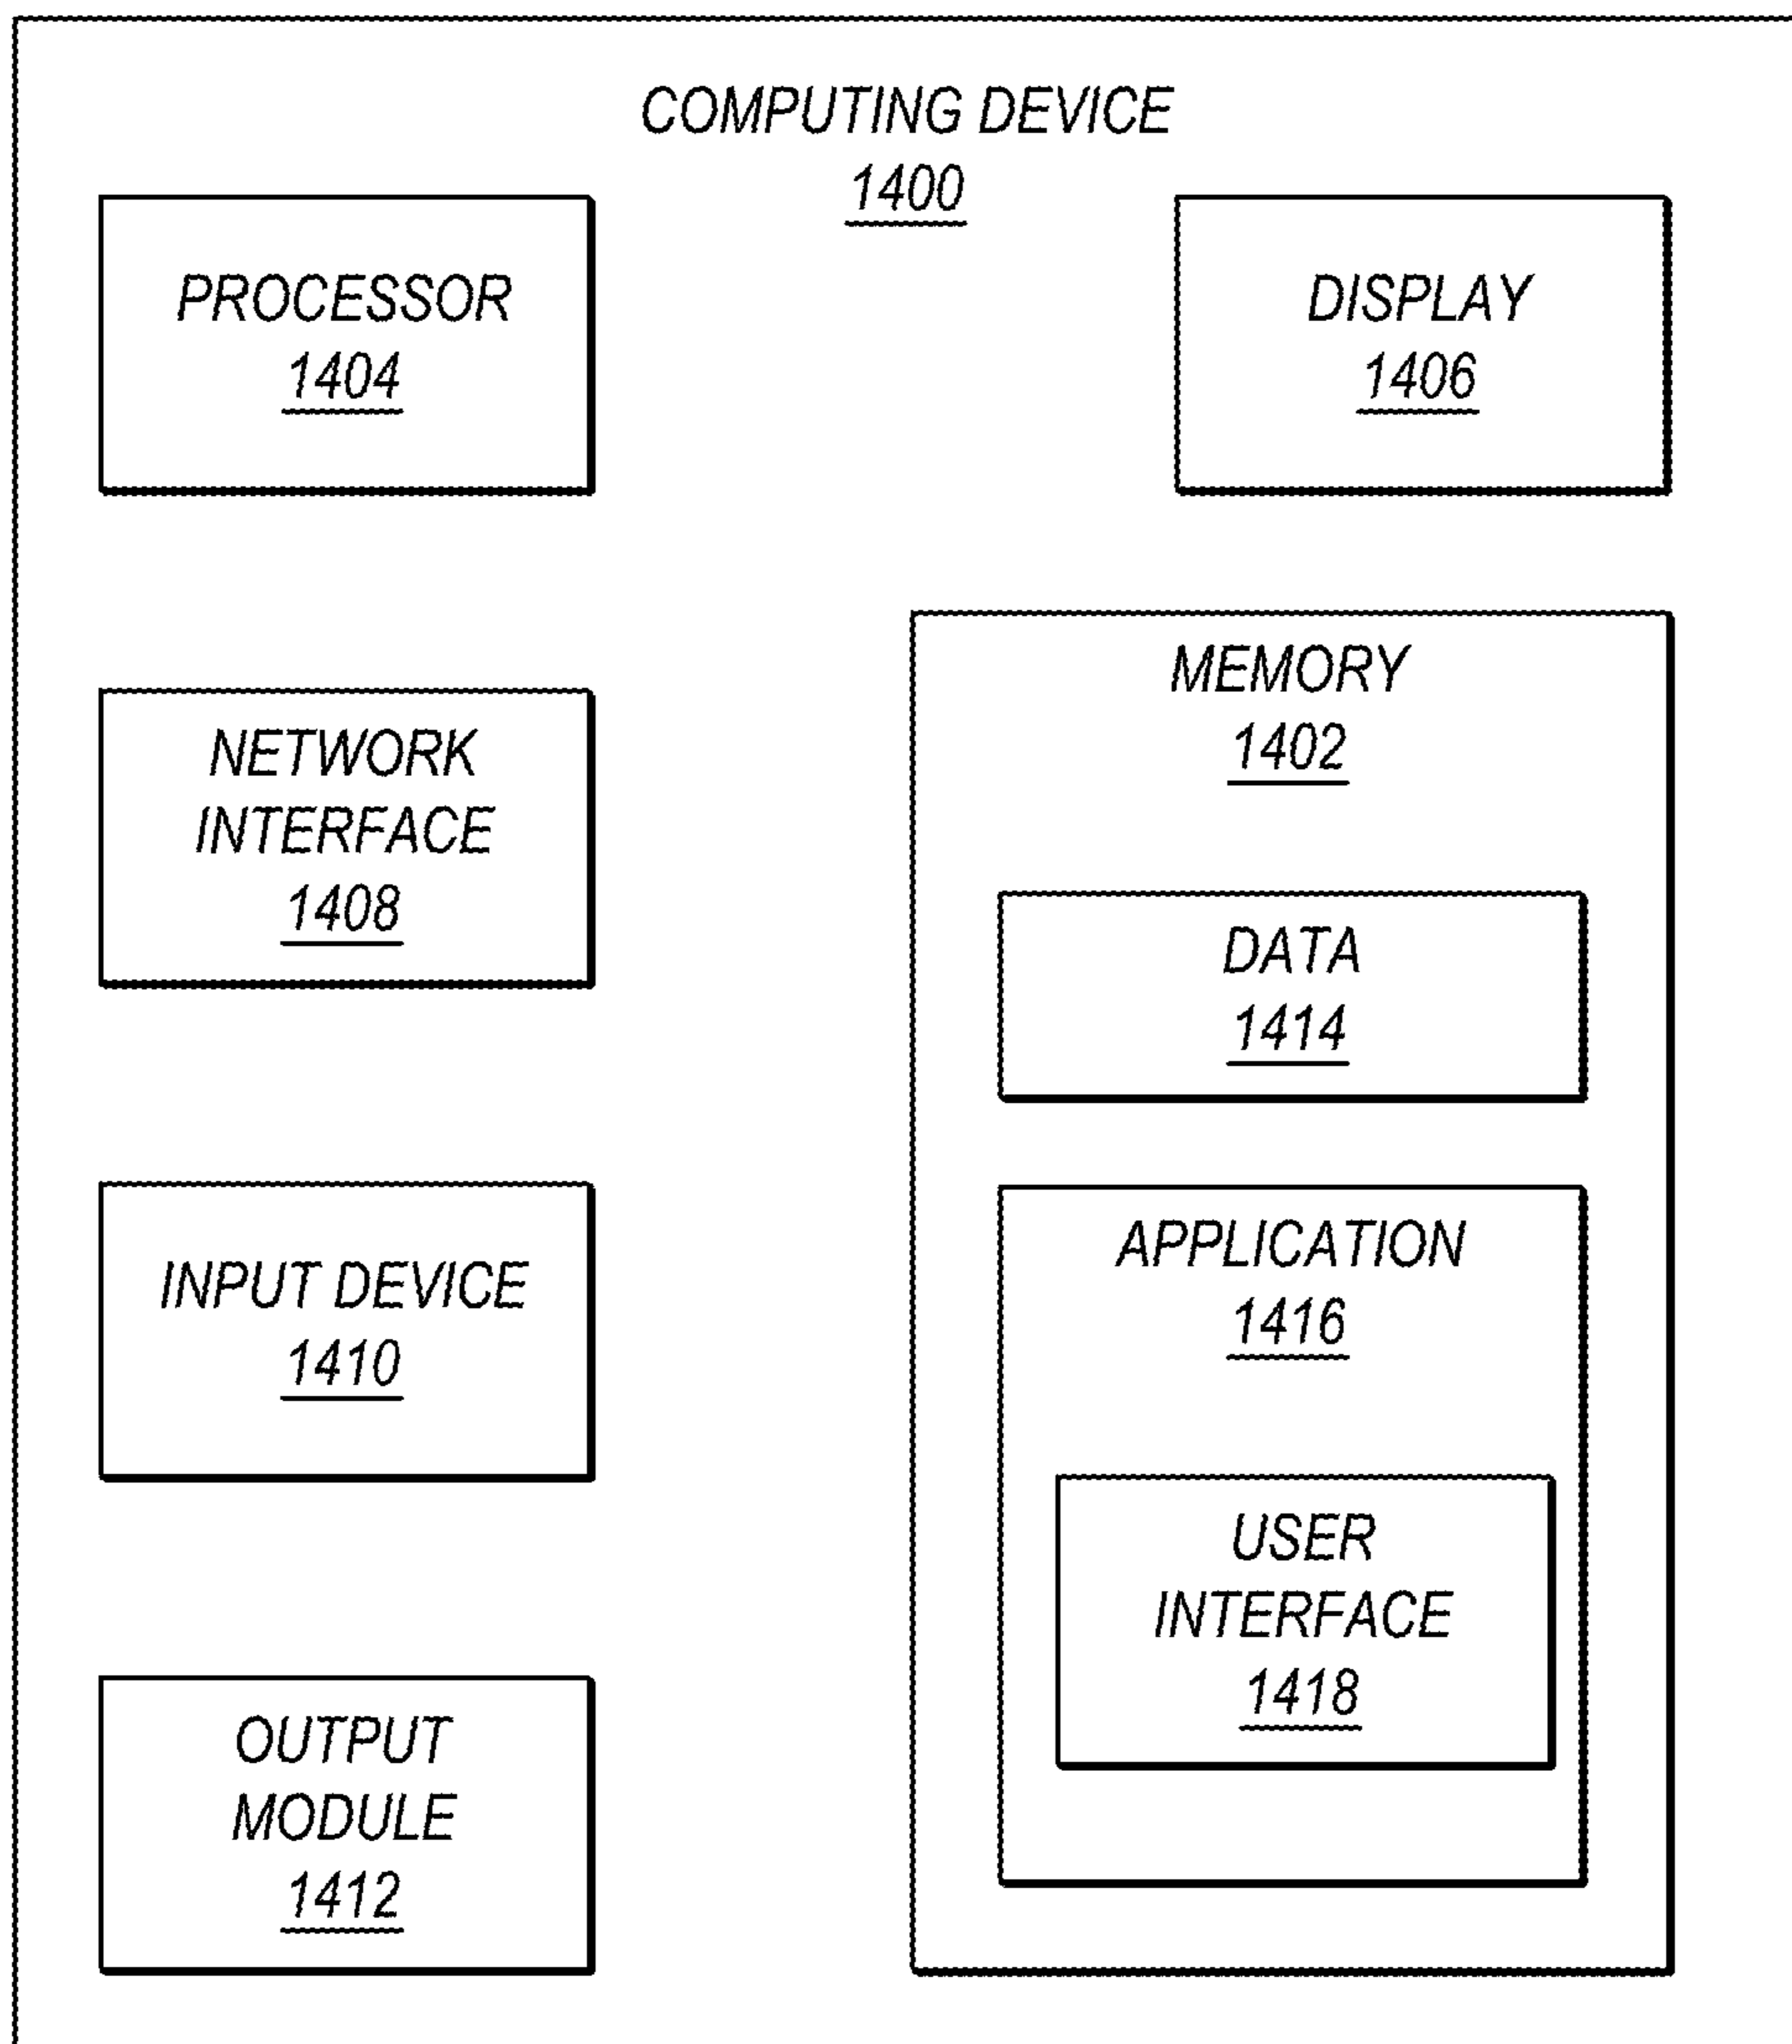 COMPUTING DEVICE
1400
PROCESSOR
1404
DISPLAY
1406
NETWORK
INTERFACE
1408
MEMORY
1402
DATA
1414
INPUT DEVICE
1410
APPLICATION
1416
USER
INTERFACE
1418
OUTPUT
MODULE
1412